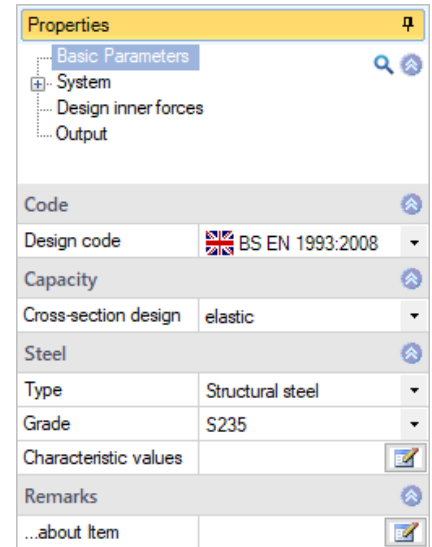 Properties
Basic Parameters
System
Design inner forces
Output
Code
Design code BS EN 1993:2008
Capacity
Cross-section design elastic
Steel
Type Structural steel
Grade S235
Characteristic values
Remarks
...about Item